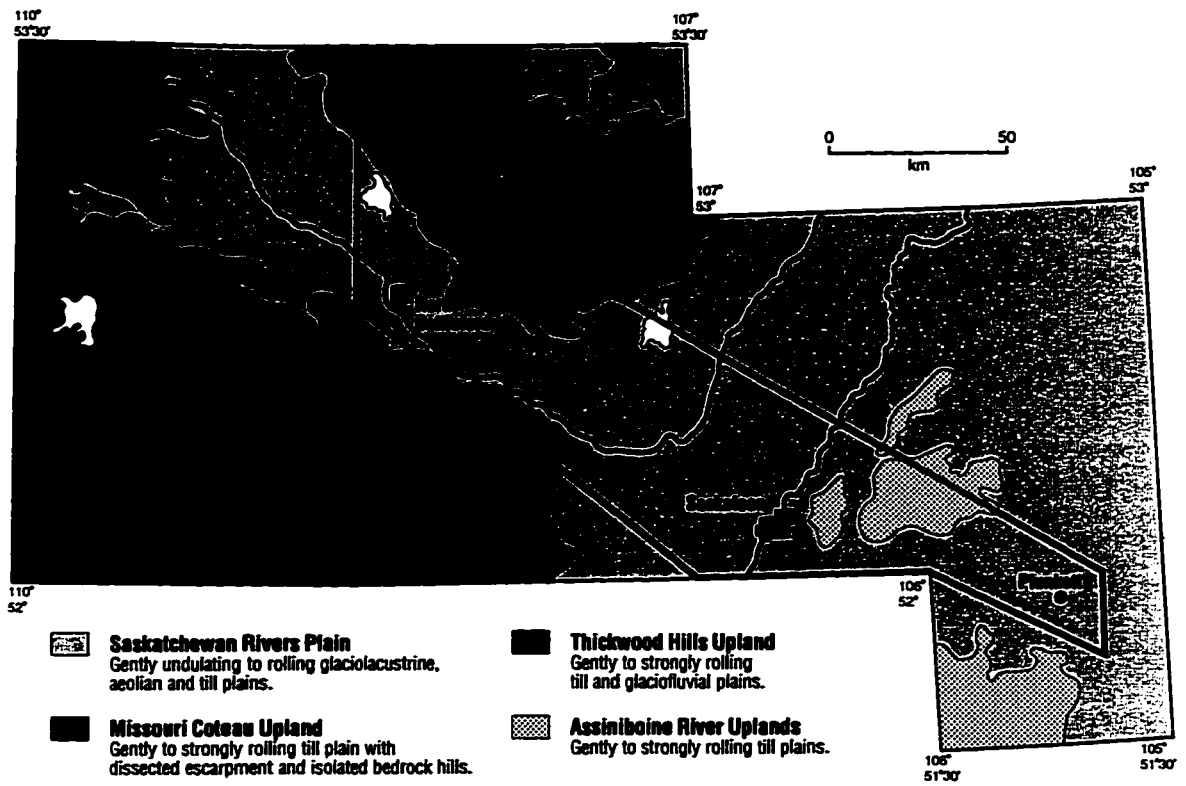 110°
53°30'
107°
53°30'
0 50
km
107°
53°
105°
53°
110°
52°
106°
52°
Saskatchewan Rivers Plain
Gently undulating to rolling glaciolacustrine,
aeolian and till plains.
Thickwood Hills Upland
Gently to strongly rolling
till and glaciofluvial plains.
Missouri Coteau Upland
Gently to strongly rolling till plain with
dissected escarpment and isolated bedrock hills.
Assiniboine River Uplands
Gently to strongly rolling till plains.
106°
51°30'
105°
51°30'